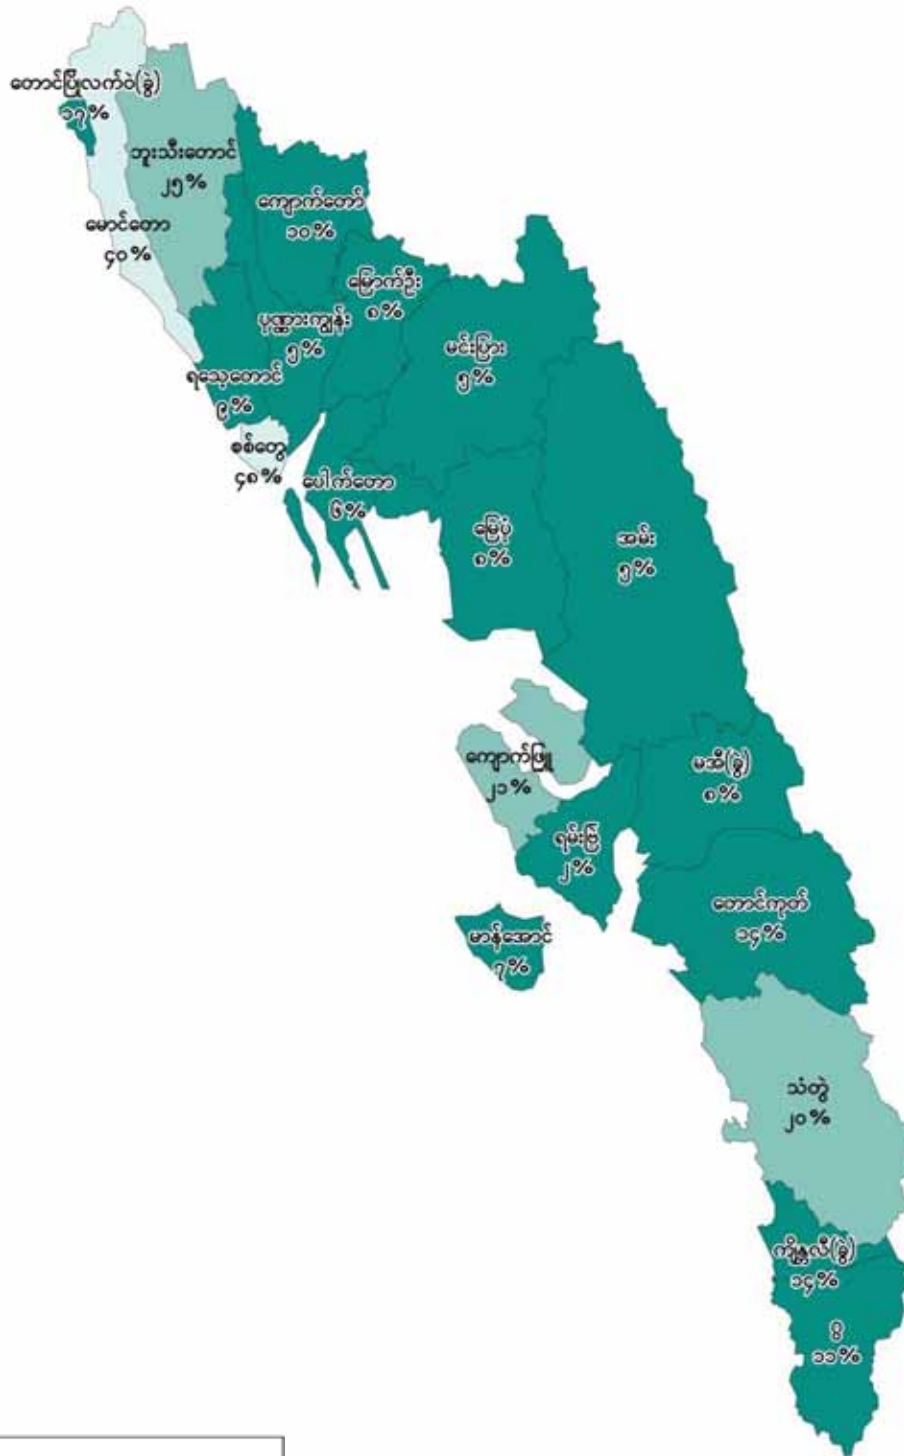 တောင်ပြိုလက်ဝဲ(ခွဲ)
၁၇%
ဘူးသီးတောင်
၂၅%
မောင်တော
၄၀%
ကျောက်တော်
၁၀%
မြောက်ဦး
၈%
ပုဏ္ဏားကျွန်း
၅%
မင်းပြား
၅%
ရသေ့တောင်
၉%
စစ်တွေ
၄၈%
ပေါက်တော
၆%
မြေပုံ
၈%
အမ်း
၅%
ကျောက်ဖြူ
၂၁%
မအီ(ခွဲ)
၈%
ရမ်းဗြဲ
၂%
တောင်ကုတ်
၁၄%
မာန်အောင်
၇%
သံတွဲ
၂၀%
ကျိန္တလီ(ခွဲ)
၁၄%
ဂွ
၁၁%